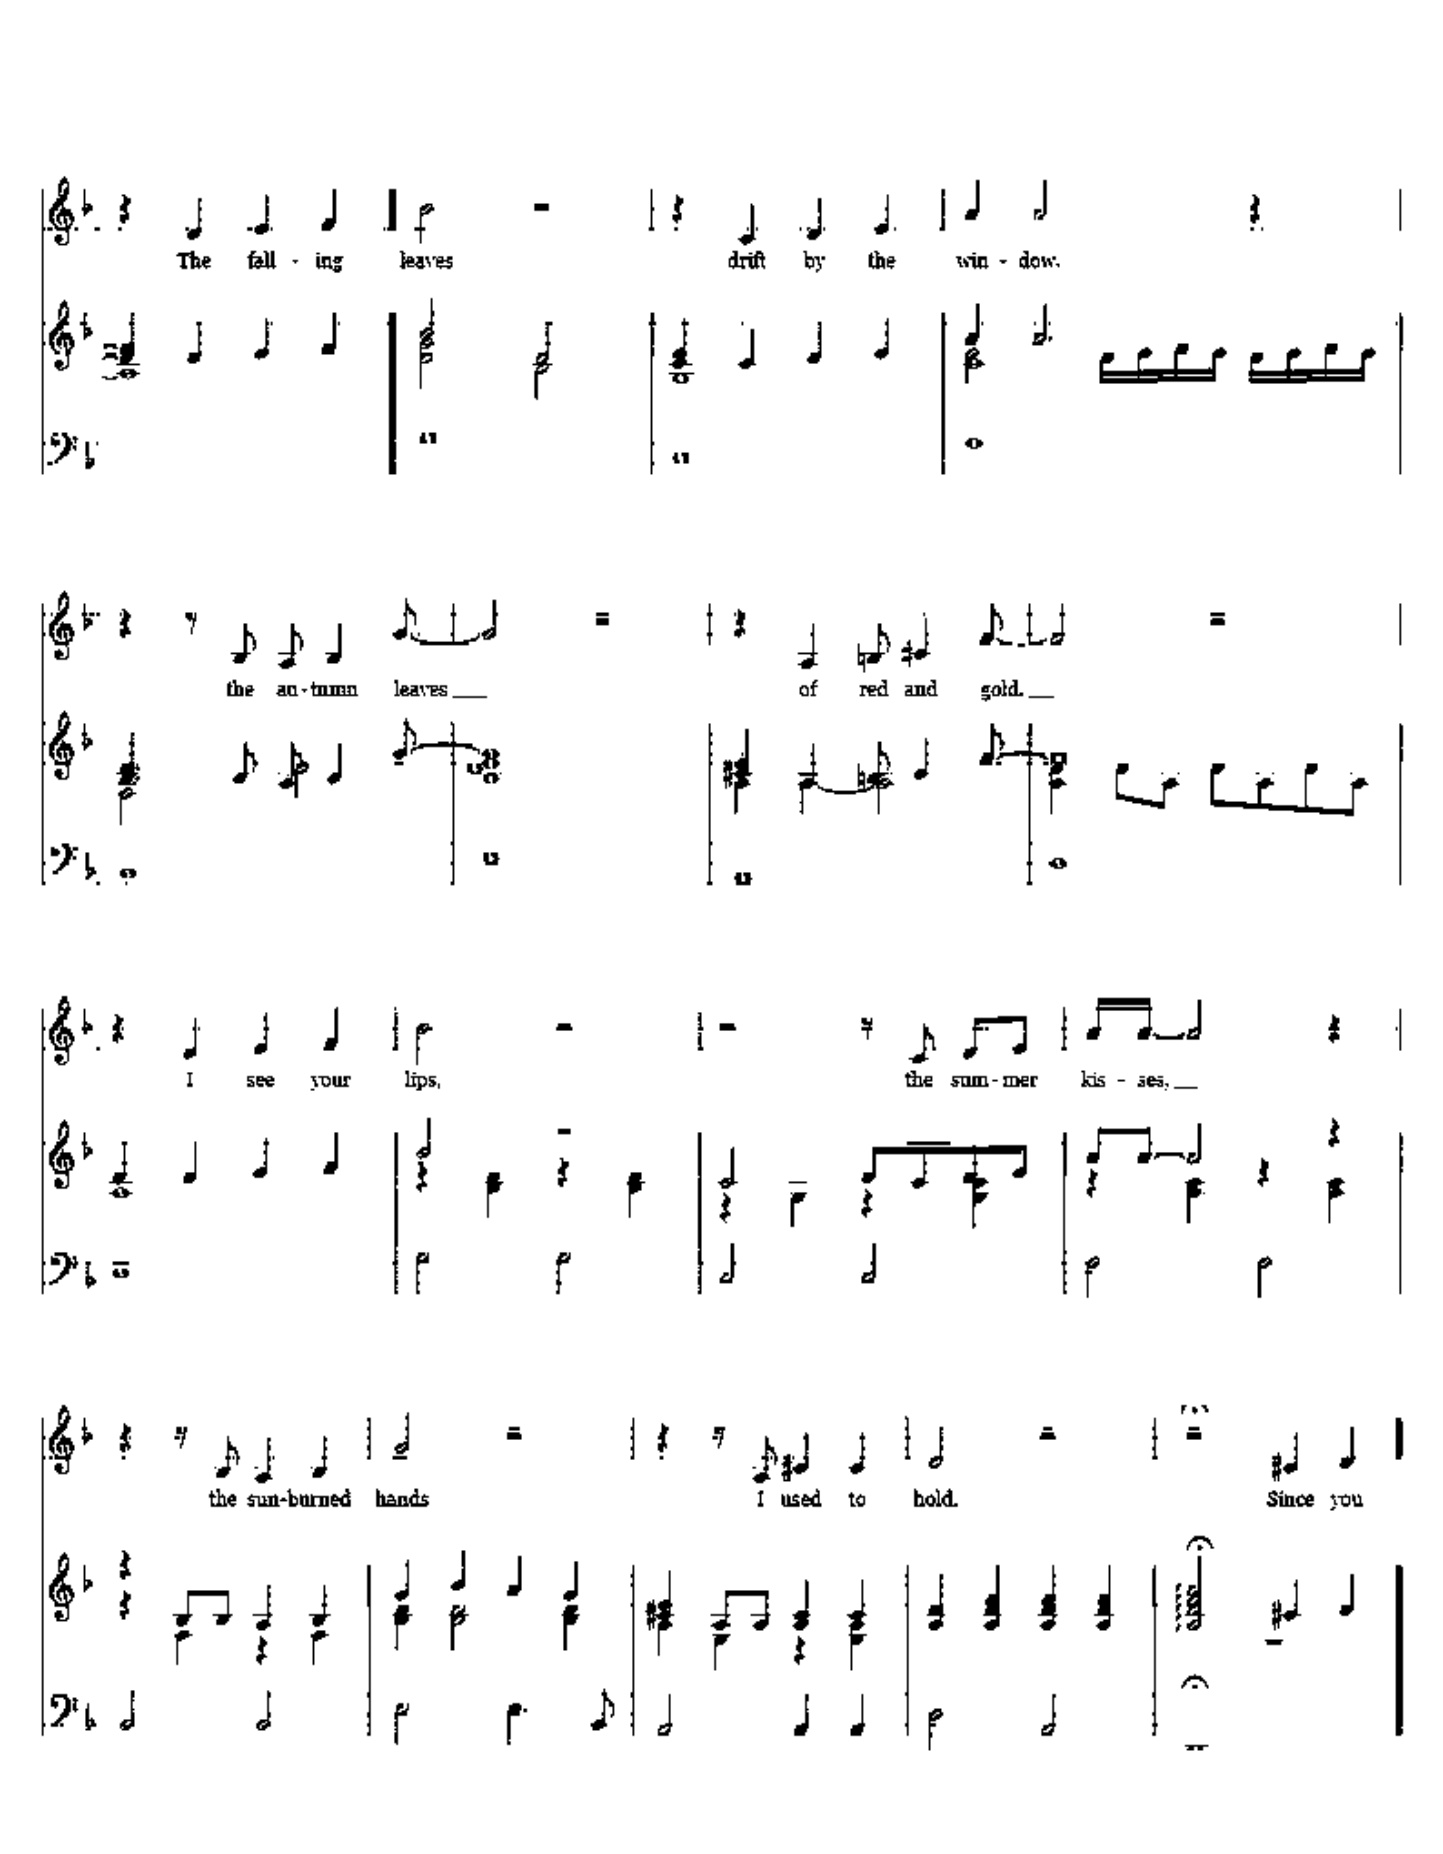 The fall - ing leaves drift by the win - dow.
the au - tumn leaves ___ of red and gold. ___
I see your lips, the sum - mer kis - ses, ___
the sun-burned hands I used to hold. Since you